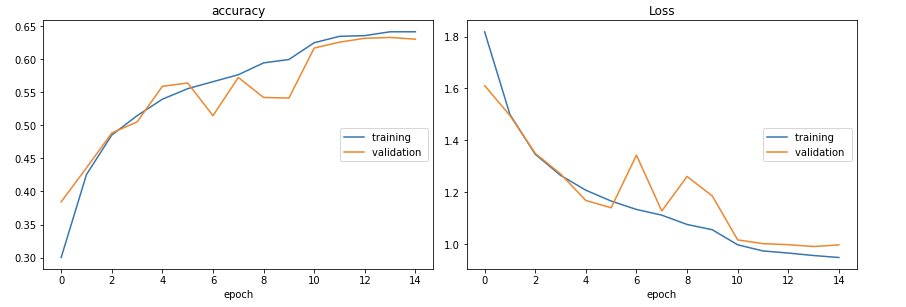 accuracy
0.65
0.60
0.55
0.50
0.45
0.40
0.35
0.30
training
validation
0 2 4 6 8 10 12 14
epoch
Loss
1.8
1.6
1.4
1.2
1.0
training
validation
0 2 4 6 8 10 12 14
epoch